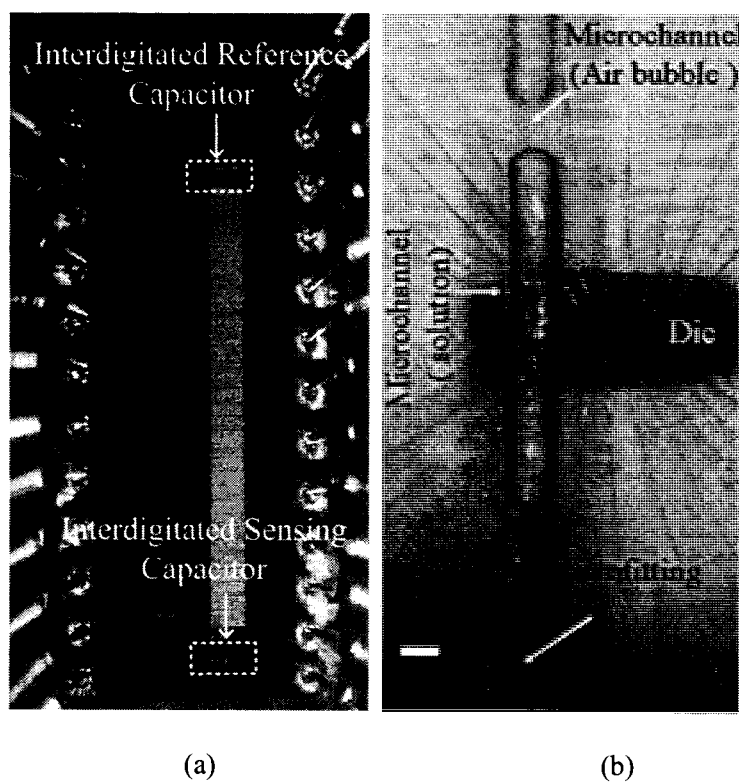 Interdigitated Reference
Capacitor
Interdigitated Sensing
Capacitor
Microchannel
(Air bubble )
Microchannel
( solution)
Die
(a)
(b)